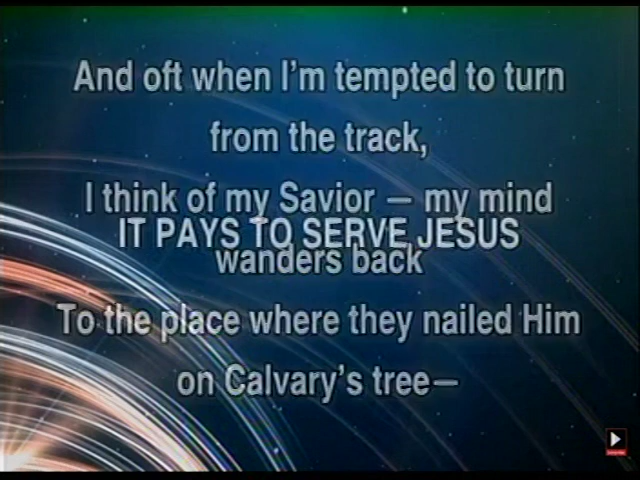 And oft when I'm tempted to turn
from the track,
I think of my Savior — my mind
IT PAYS TO SERVE JESUS
wanders back
To the place where they nailed Him
on Calvary's tree—